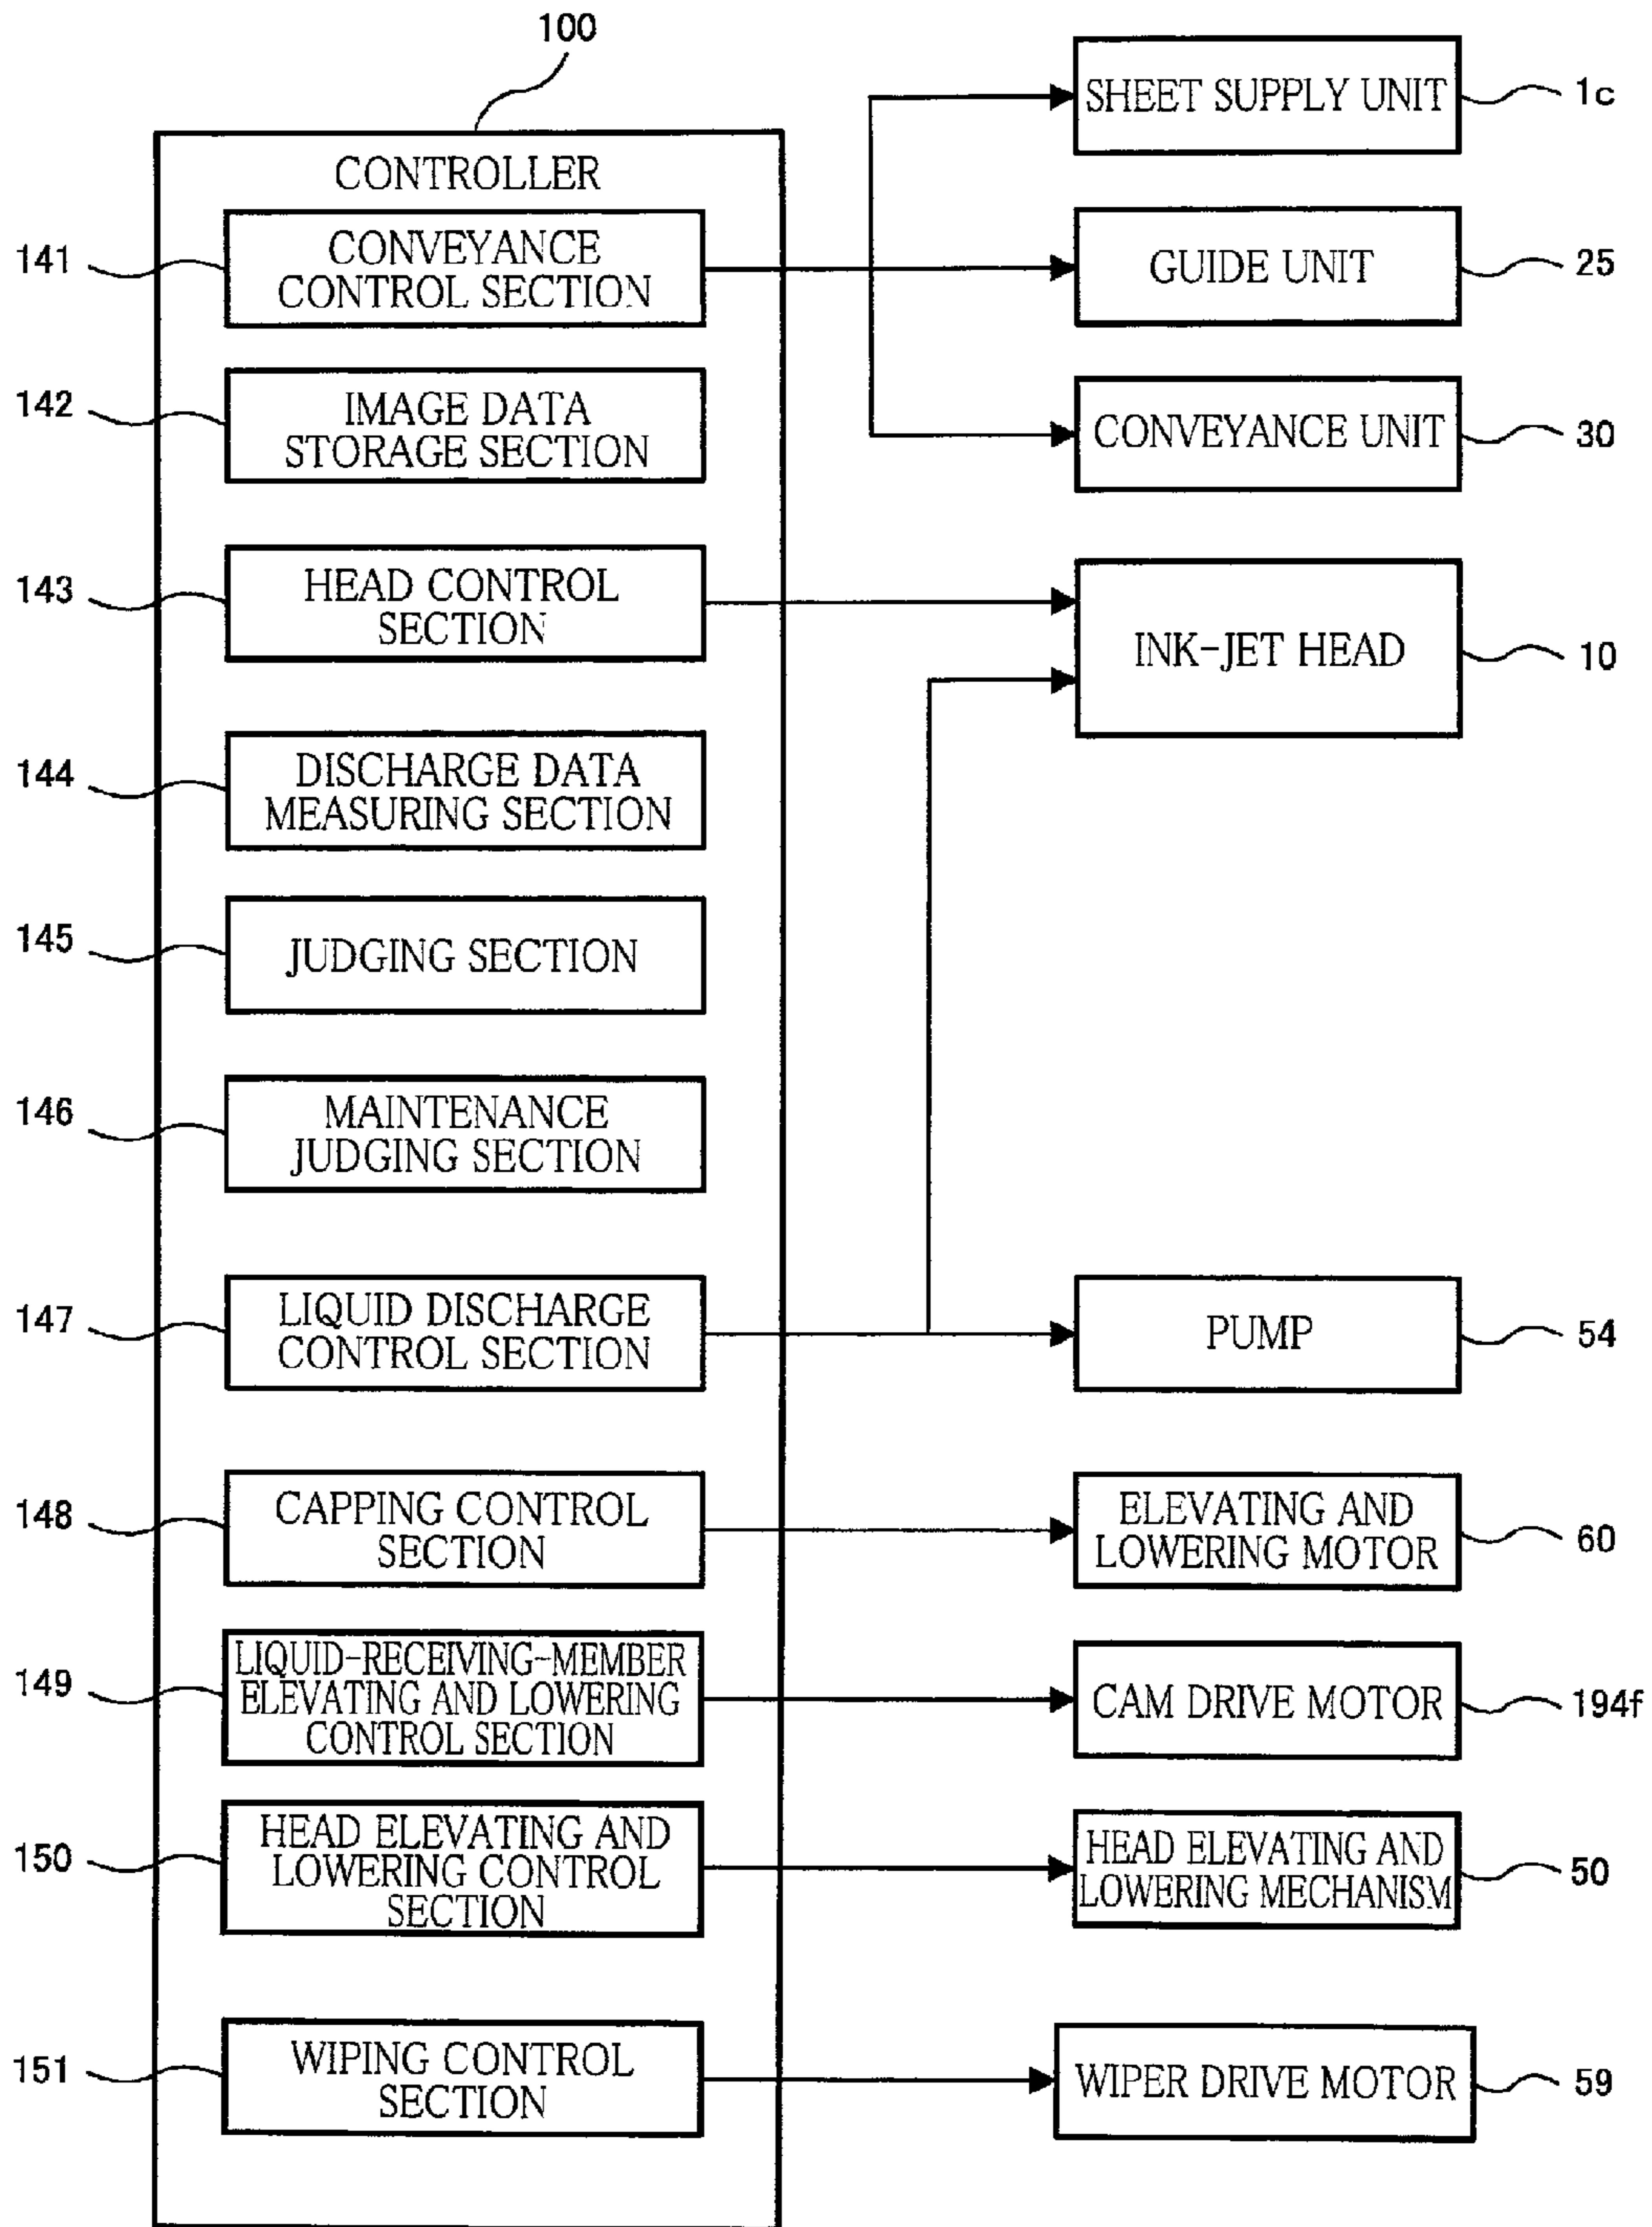 100
CONTROLLER
141
CONVEYANCE
CONTROL SECTION
SHEET SUPPLY UNIT
1c
GUIDE UNIT
25
142
IMAGE DATA
STORAGE SECTION
CONVEYANCE UNIT
30
143
HEAD CONTROL
SECTION
INK-JET HEAD
10
144
DISCHARGE DATA
MEASURING SECTION
145
JUDGING SECTION
146
MAINTENANCE
JUDGING SECTION
147
LIQUID DISCHARGE
CONTROL SECTION
PUMP
54
148
CAPPING CONTROL
SECTION
ELEVATING AND
LOWERING MOTOR
60
149
LIQUID-RECEIVING-MEMBER
ELEVATING AND LOWERING
CONTROL SECTION
CAM DRIVE MOTOR
194f
150
HEAD ELEVATING AND
LOWERING CONTROL
SECTION
HEAD ELEVATING AND
LOWERING MECHANISM
50
151
WIPING CONTROL
SECTION
WIPER DRIVE MOTOR
59